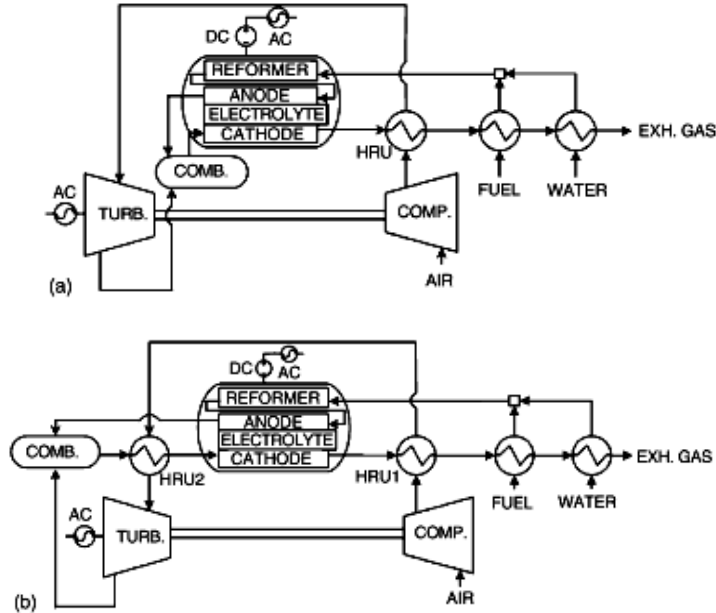 DC
AC
REFORMER
ANODE
ELECTROLYTE
CATHODE
HRU
EXH. GAS
COMB.
FUEL
WATER
AC
TURB.
COMP.
AIR
(a)
DC
AC
REFORMER
ANODE
ELECTROLYTE
CATHODE
COMB.
HRU2
HRU1
EXH. GAS
FUEL
WATER
AC
TURB.
COMP.
AIR
(b)